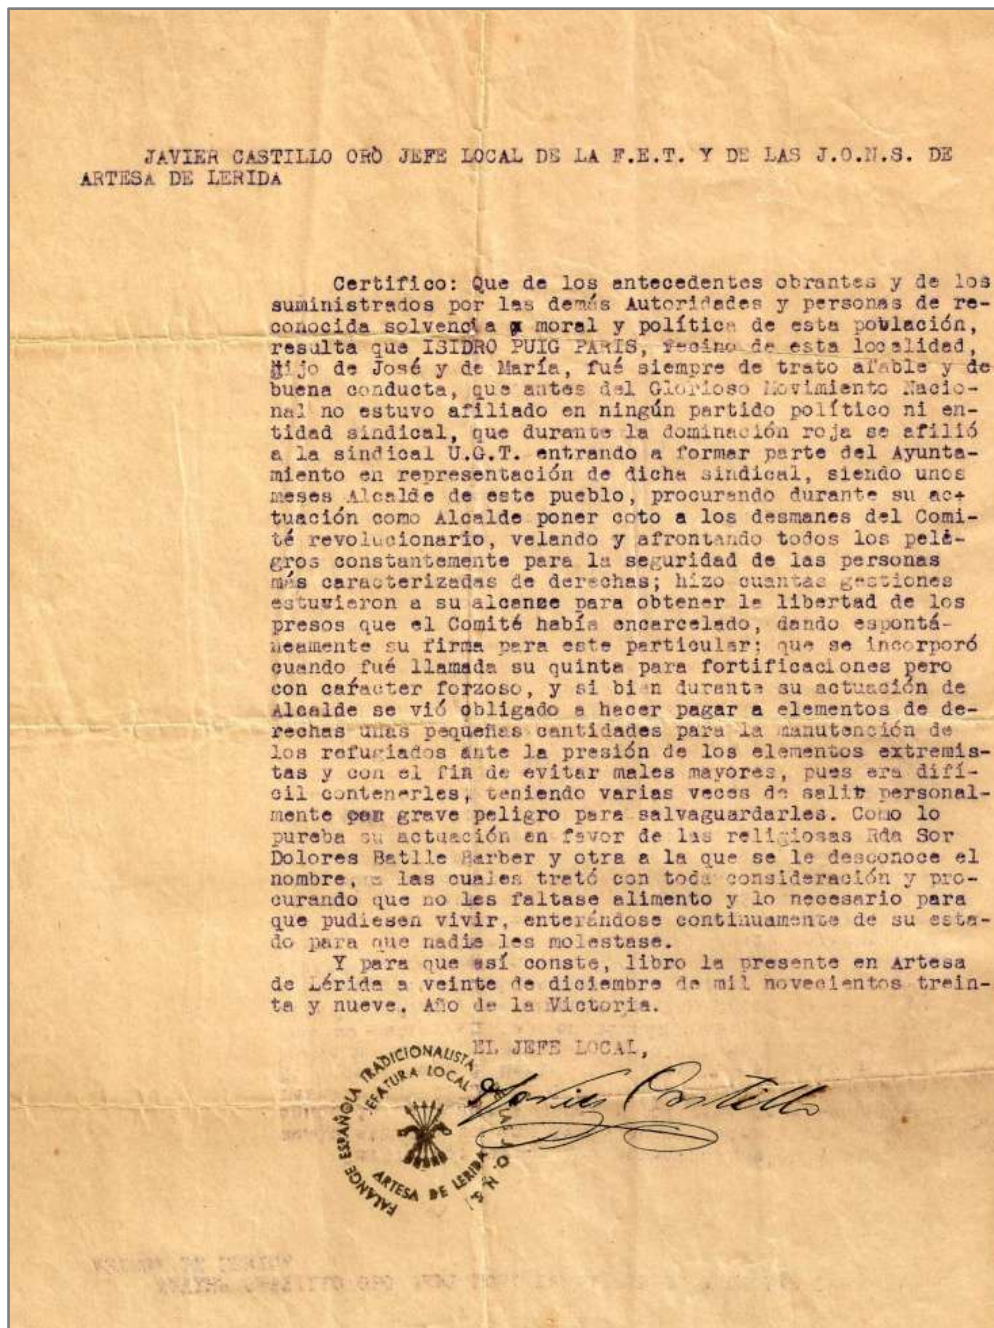 JAVIER CASTILLO ORÒ JEFE LOCAL DE LA F.E.T. Y DE LAS J.O.N.S. DE
ARTESA DE LERIDA
Certifico: Que de los antecedentes obrantes y de los
suministrados por las demás Autoridades y personas de re-
conocida solvencia moral y política de esta población,
resulta que ISIDRO PUIG PARIS, vecino de esta localidad,
hijo de José y de María, fué siempre de trato afable y de
buena conducta, que antes del Glorioso Movimiento Nacio-
nal no estuvo afiliado en ningún partido político ni en-
tidad sindical, que durante la dominación roja se afilió
a la sindical U.G.T. entrando a formar parte del Ayunta-
miento en representación de dicha sindical, siendo unos
meses Alcalde de este pueblo, procurando durante su ac-
tuación como Alcalde poner coto a los desmanes del Comi-
té revolucionario, velando y afrontando todos los peli-
gros constantemente para la seguridad de las personas
más caracterizadas de derechas; hizo cuantas gestiones
estuvieron a su alcance para obtener la libertad de los
presos que el Comité había encarcelado, dando espontá-
neamente su firma para este particular; que se incorporó
cuando fué llamada su quinta para fortificaciones pero
con caŕacter forzoso, y si bien durante su actuación de
Alcalde se vió obligado a hacer pagar a elementos de de-
rechas unas pequeñas cantidades para la manutención de
los refugiados ante la presión de los elementos extremis-
tas y con el fin de evitar males mayores, pues era difí-
cil contenerles, teniendo varias veces de salir personal-
mente con grave peligro para salvaguardarles. Como lo
pureba su actuación en favor de las religiosas Rda Sor
Dolores Batlle Barber y otra a la que se le desconoce el
nombre, a las cuales trató con toda consideración y pro-
curando que no les faltase alimento y lo necesario para
que pudiesen vivir, enterándose continuamente de su esta-
do para que nadie les molestase.
Y para que así conste, libro la presente en Artesa
de Lérida a veinte de diciembre de mil novecientos trein-
ta y nueve. Año de la Victoria.
EL JEFE LOCAL,
Javier Castillo
FALANGE ESPAÑOLA TRADICIONALISTA Y DE LAS J. O. N. S.
JEFATURA LOCAL
ARTESA DE LERIDA